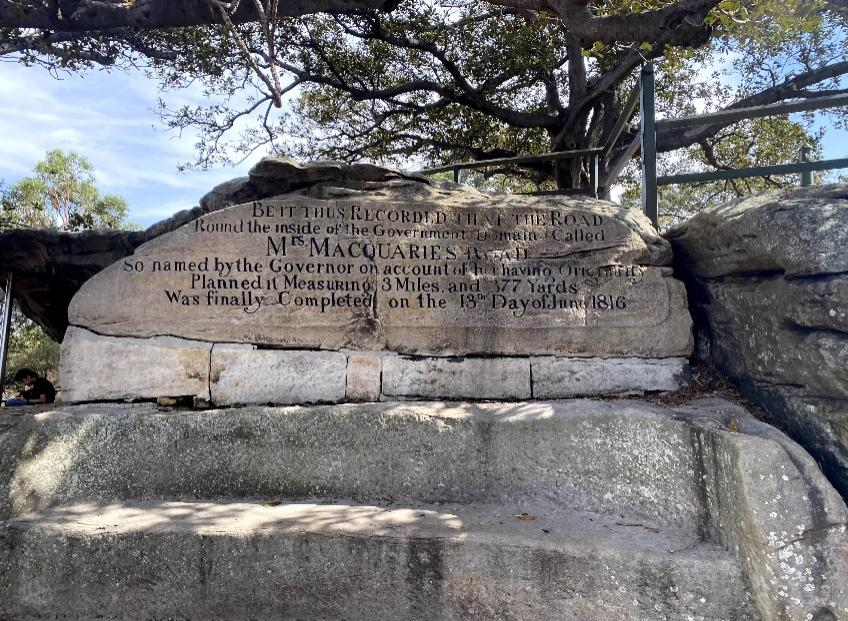 BE IT THUS RECORDED THAT THE ROAD
Round the inside of the Government Domain Called
Mrs. MACQUARIES ROAD
So named by the Governor on account of her having Originally
Planned it Measuring 3 Miles, and 377 Yards
Was finally Completed on the 13th Day of June 1816